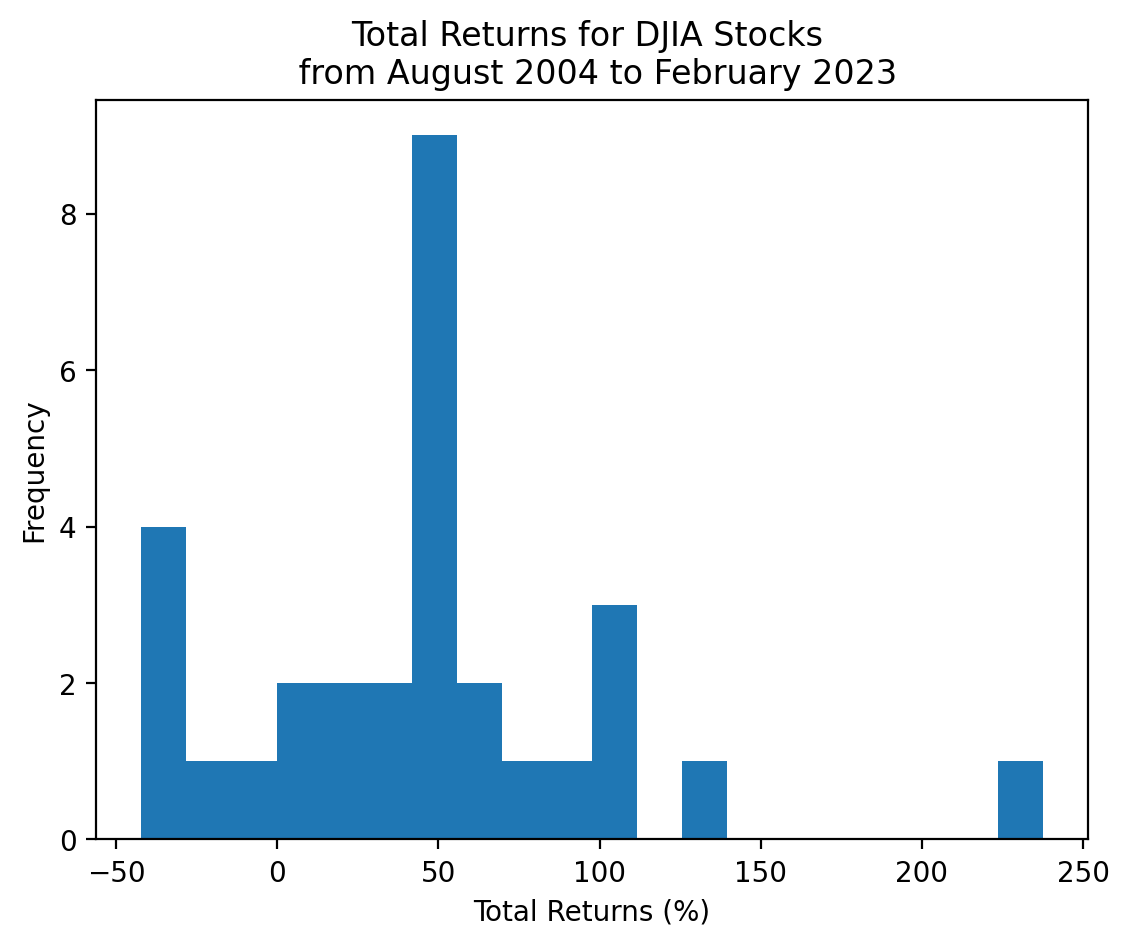 Total Returns for DJIA Stocks
from August 2004 to February 2023
8
6
4
2
0
Frequency
−50 0 50 100 150 200 250
Total Returns (%)